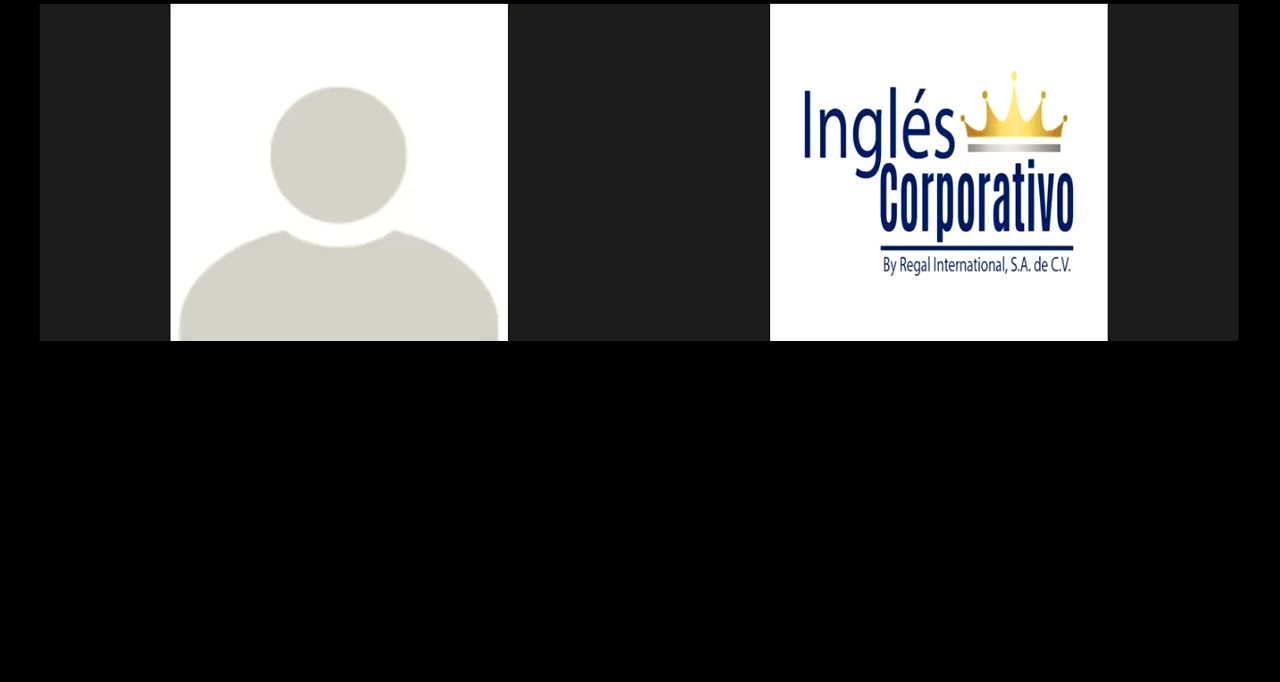 Inglés
Corporativo
By Regal International, S.A. de C.V.